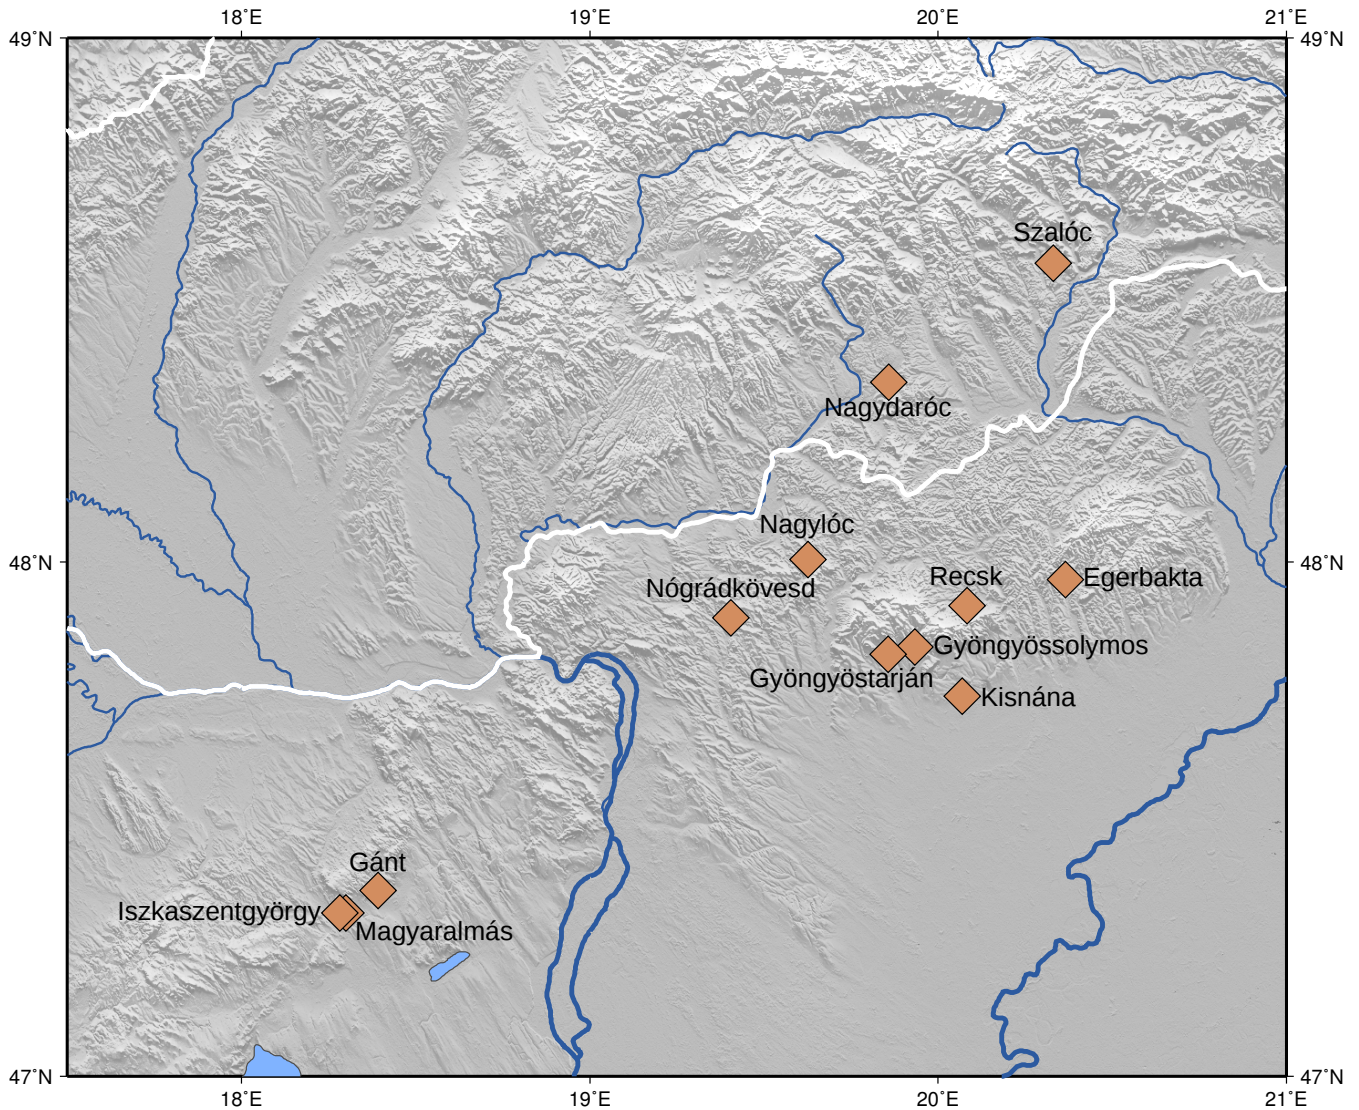 18°E 19°E 20°E 21°E
49°N 49°N
Szalóc
Nagydaróc
Nagylóc
48°N 48°N
Recsk
Egerbakta
Nógrádkövesd
Gyöngyössolymos
Gyöngyöstarján
Kisnána
Gánt
Iszkaszentgyörgy
Magyaralmás
47°N 47°N
18°E 19°E 20°E 21°E